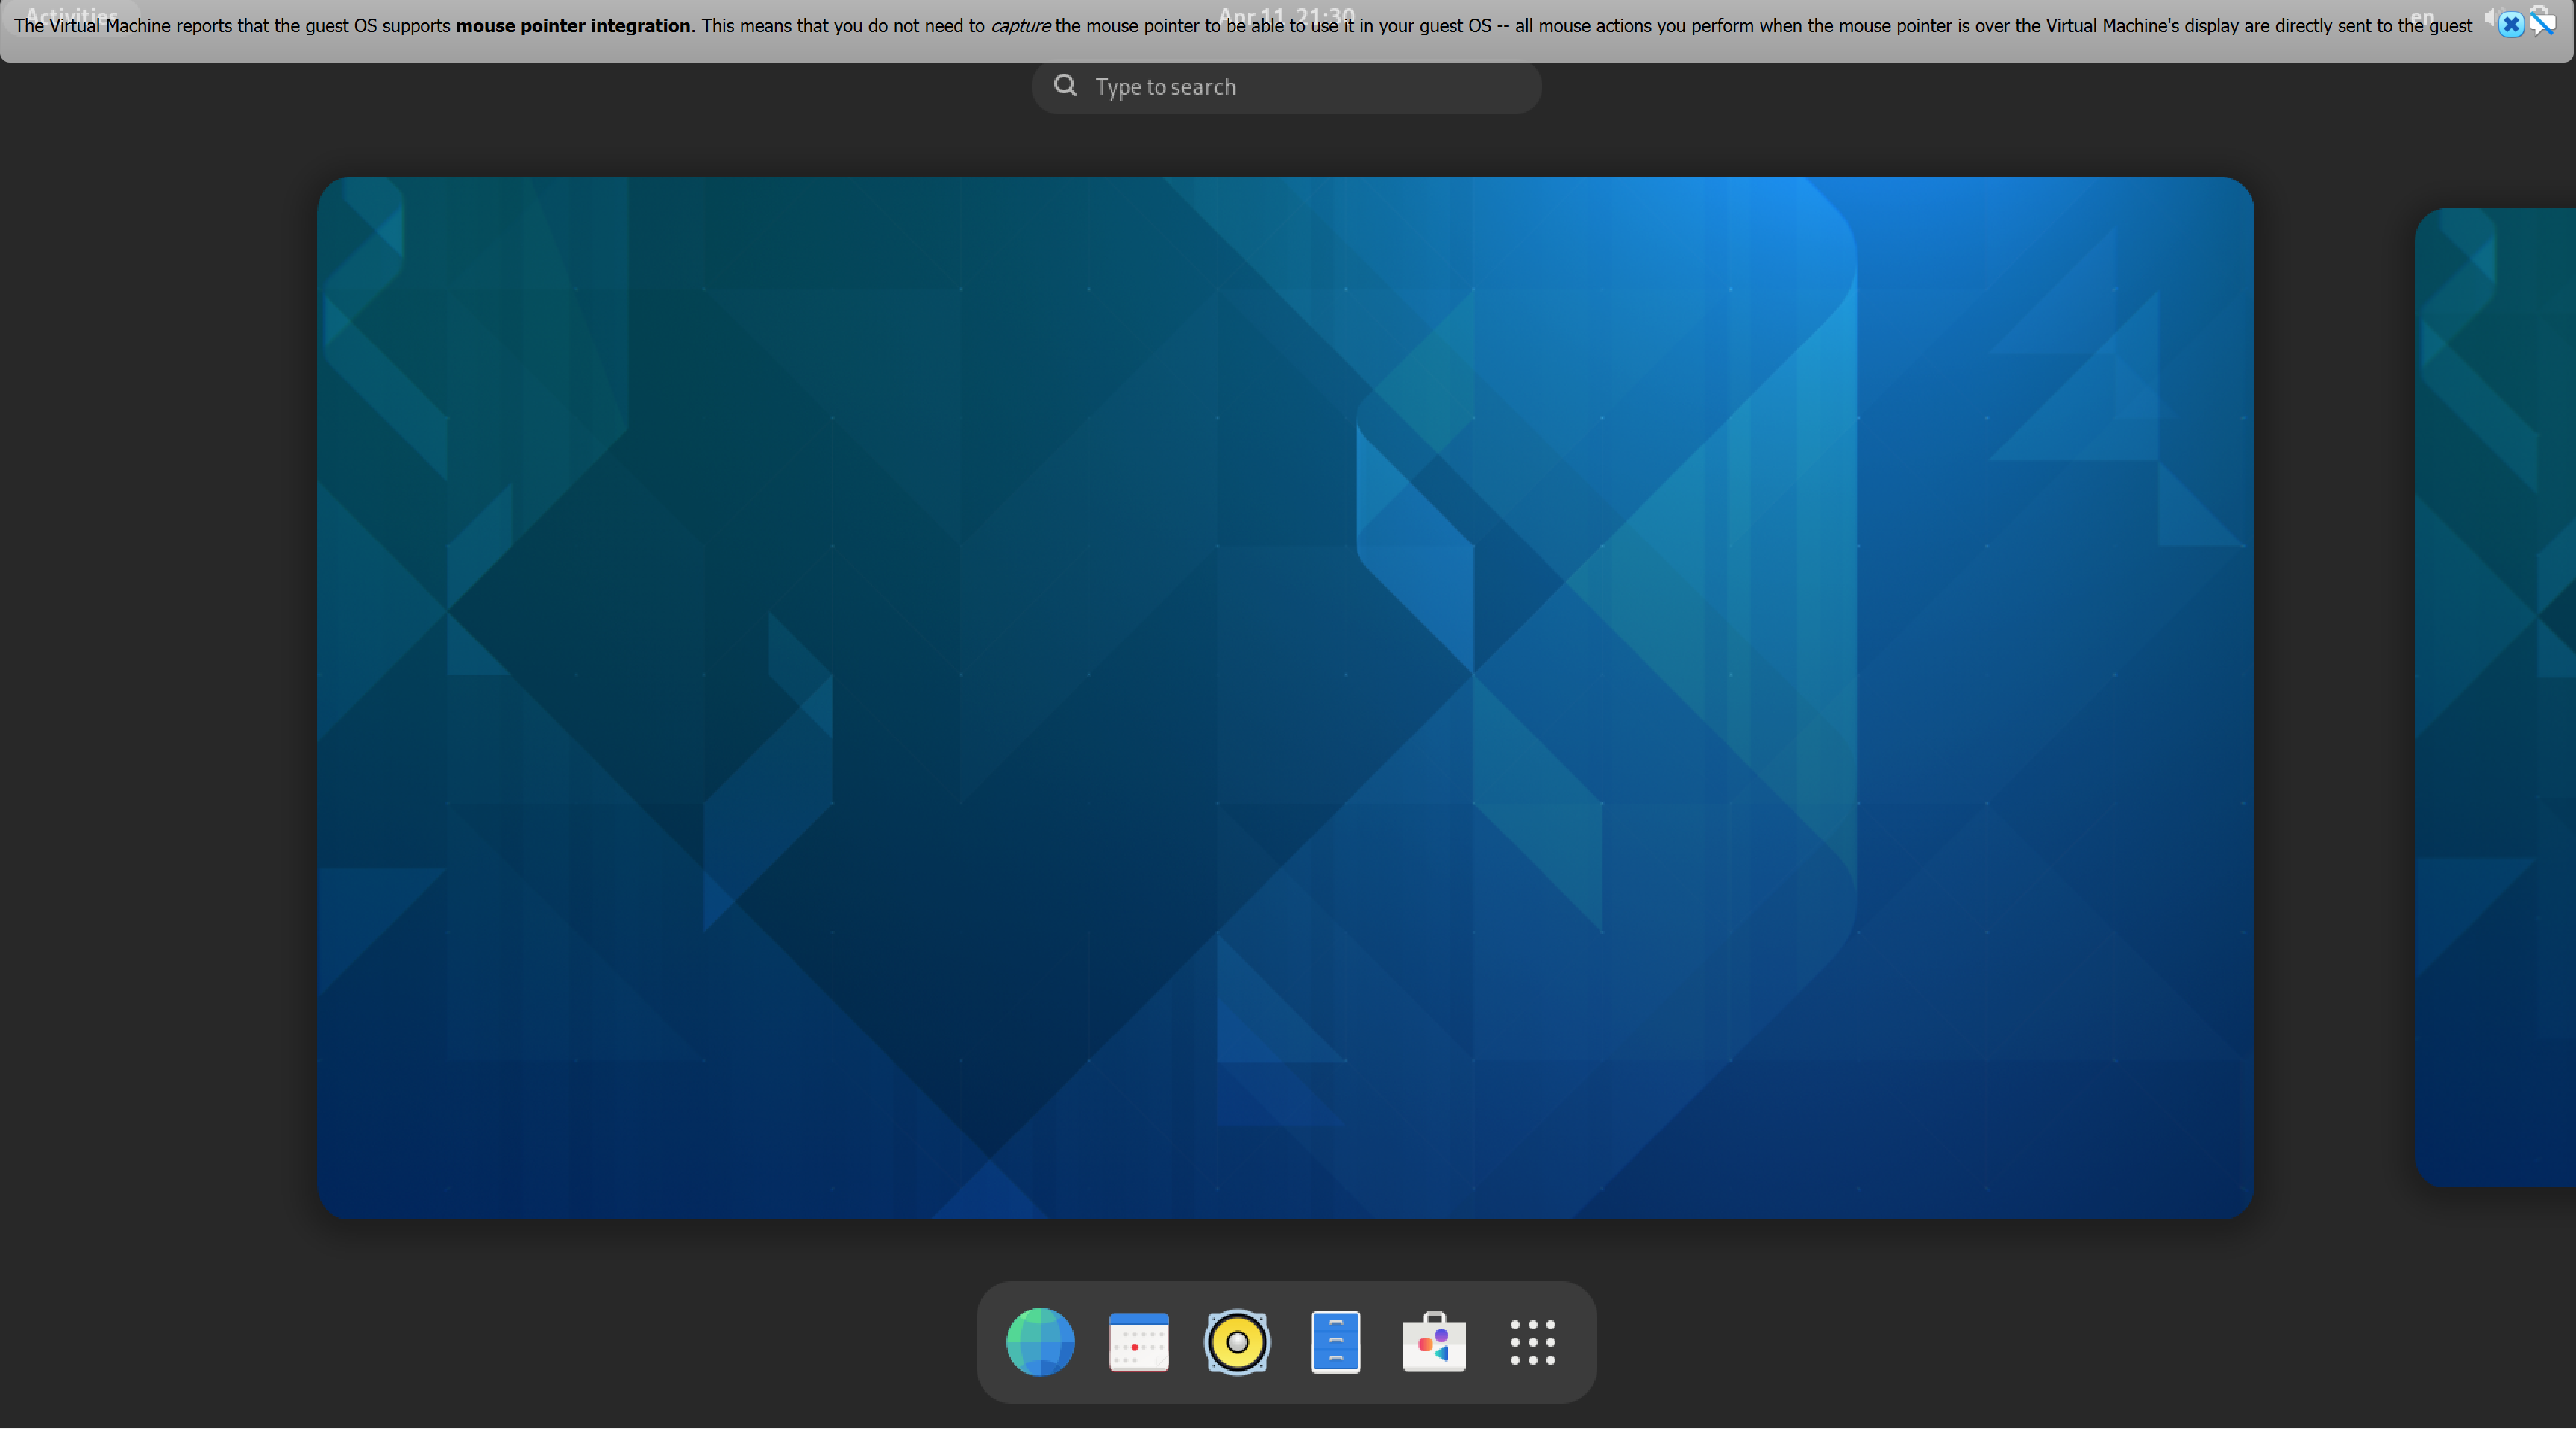 Activities
Apr 11 21:30
en
The Virtual Machine reports that the guest OS supports mouse pointer integration. This means that you do not need to capture the mouse pointer to be able to use it in your guest OS -- all mouse actions you perform when the mouse pointer is over the Virtual Machine's display are directly sent to the guest
Type to search